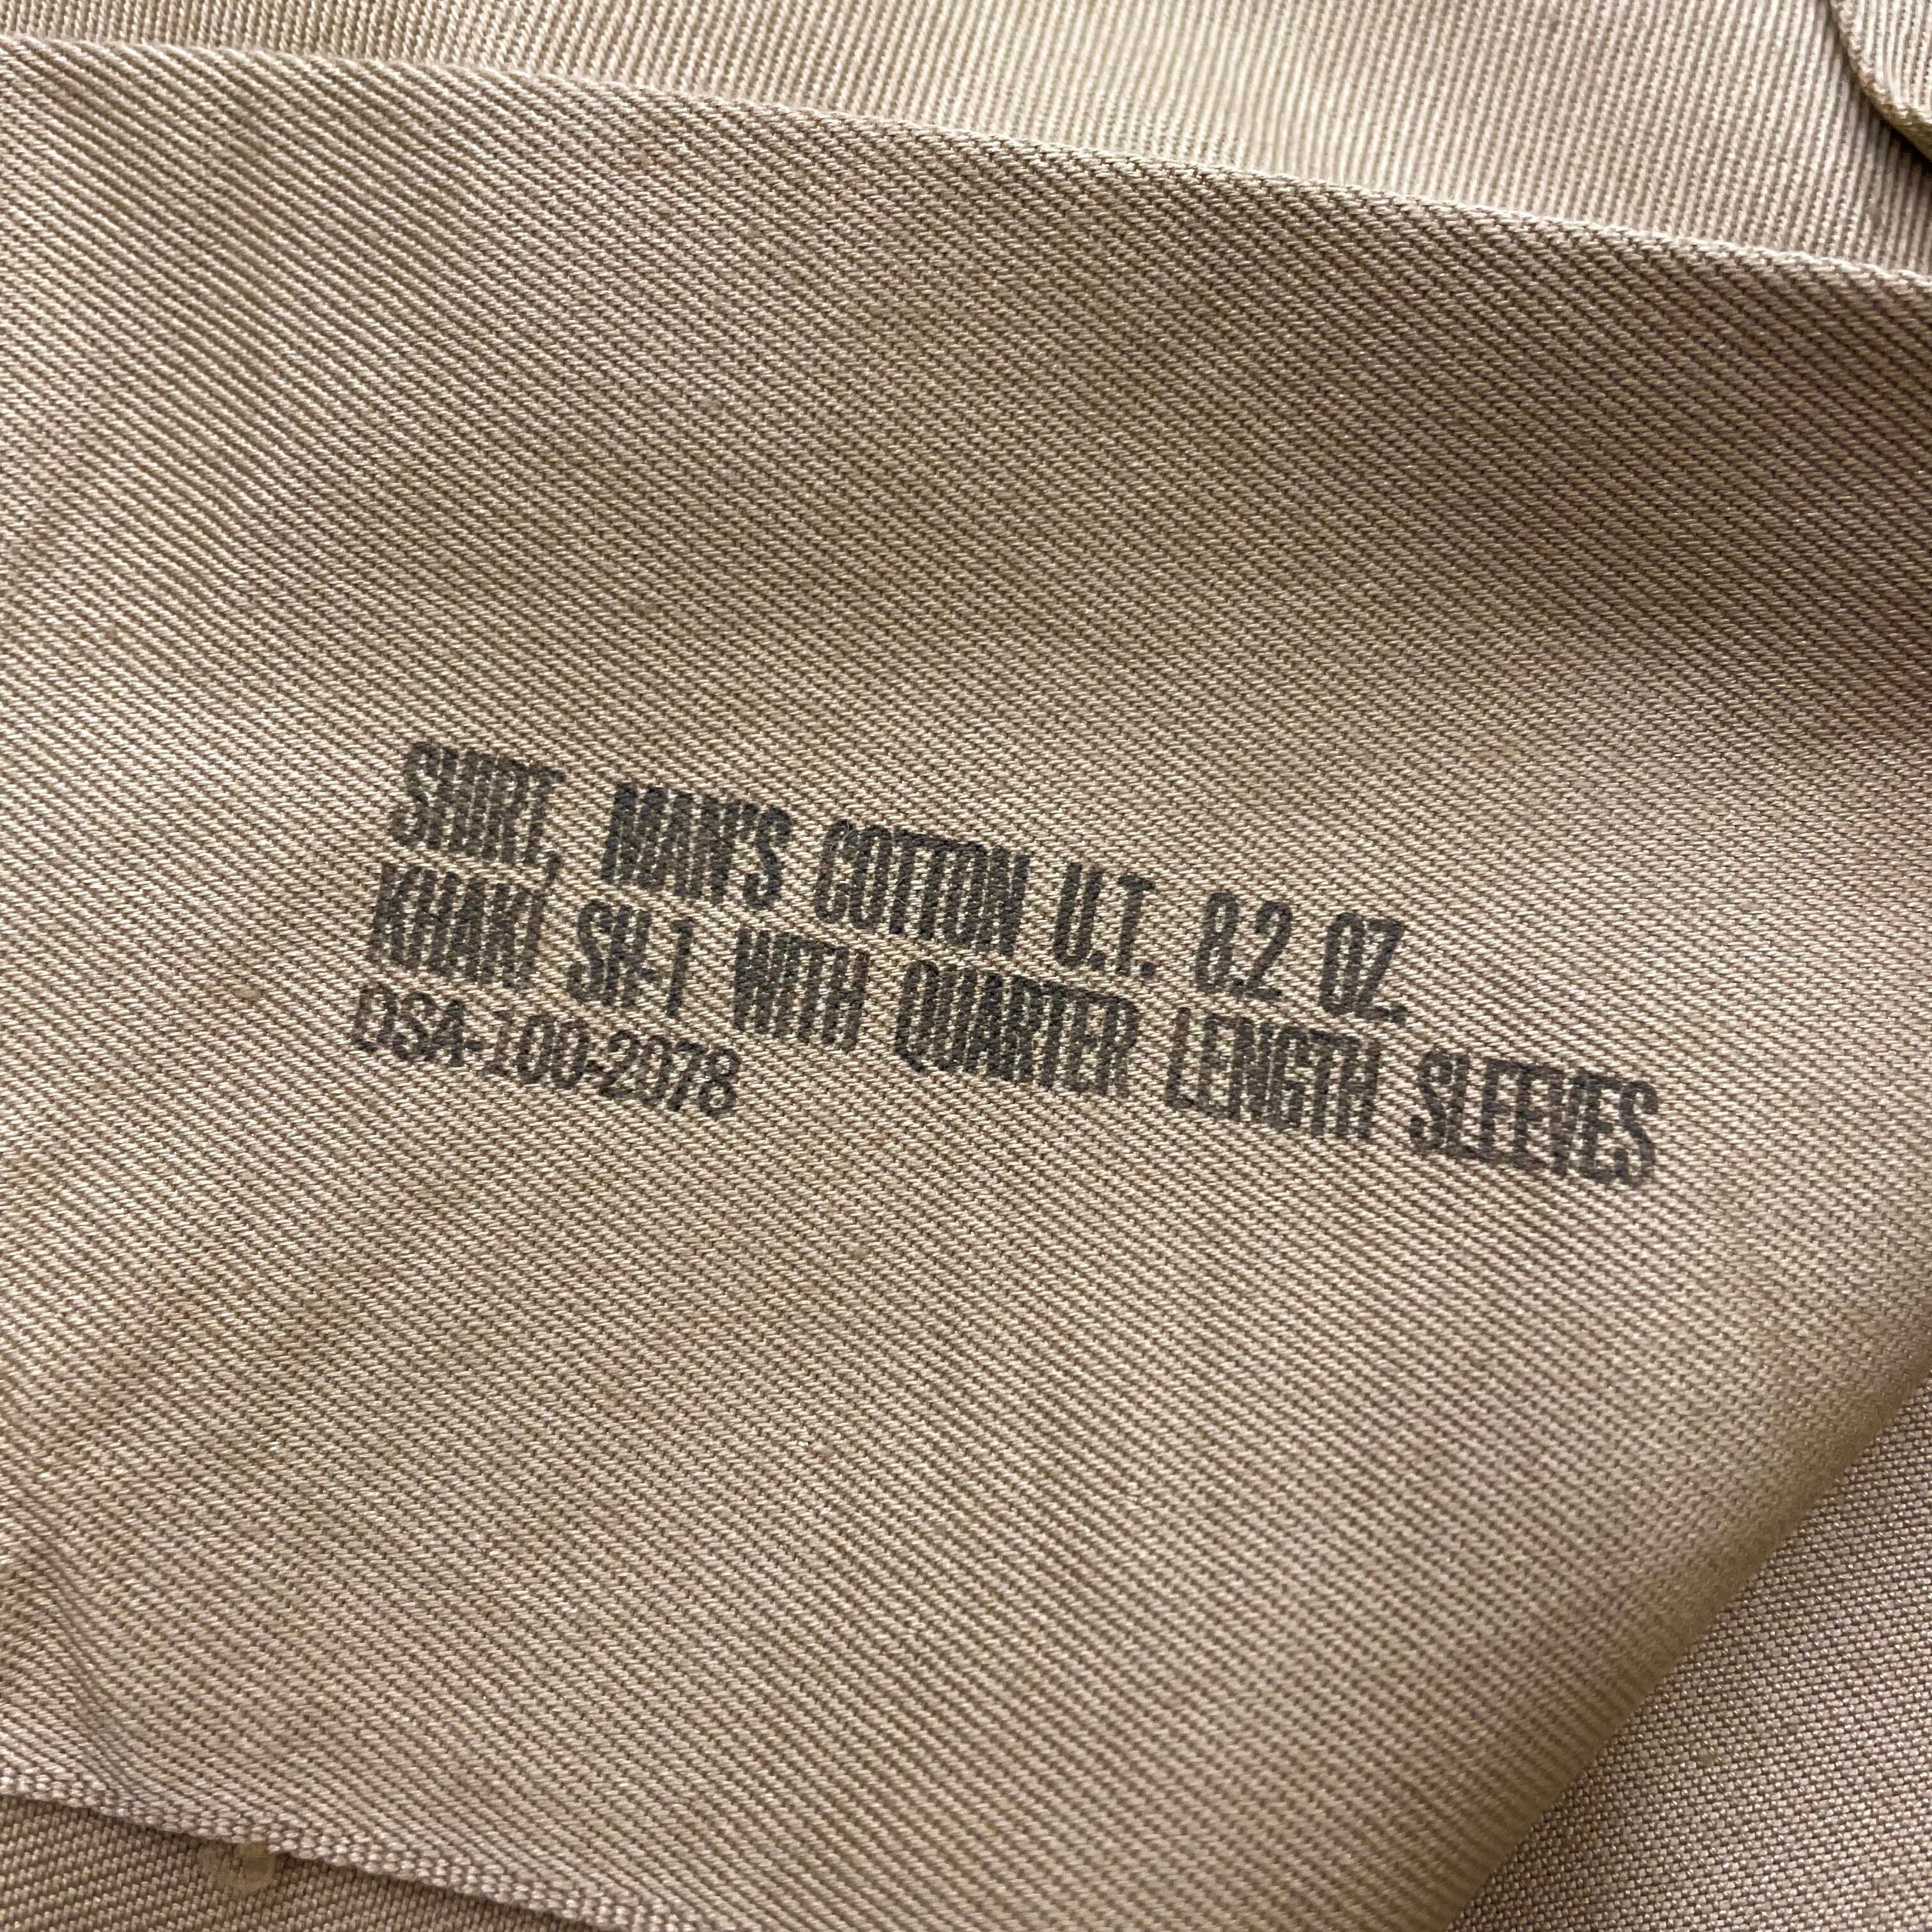 SHIRT, MAN'S COTTON U.T. 8.2 OZ.
KHAKI SH-1 WITH QUARTER LENGTH SLEEVES
DSA-100-2078